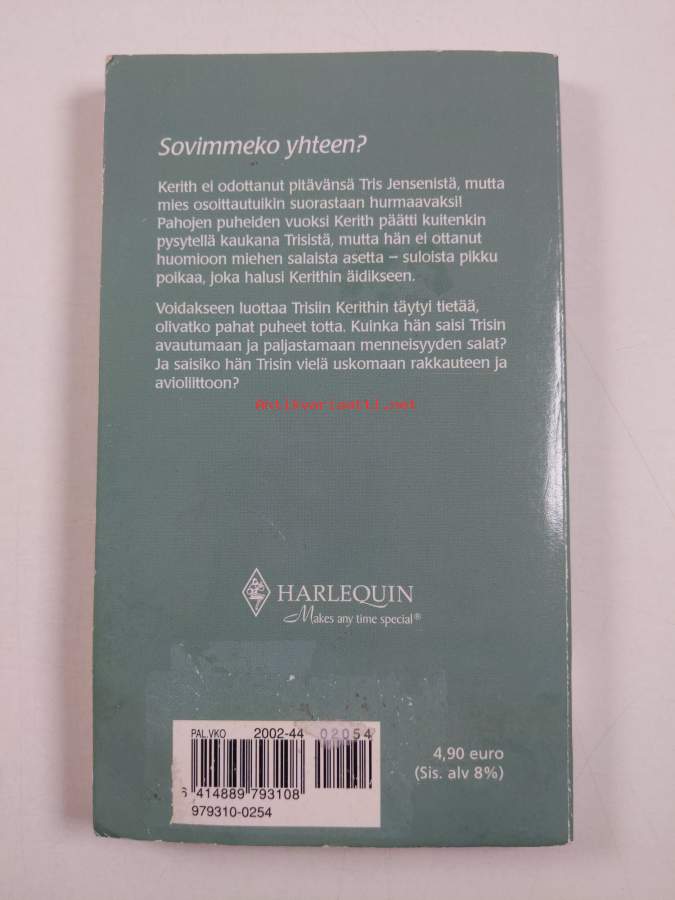 Sovimmeko yhteen?
Kerith ei odottanut pitävänsä Tris Jensenistä, mutta
mies osoittautuikin suorastaan hurmaavaksi!
Pahojen puheiden vuoksi Kerith päätti kuitenkin
pysytellä kaukana Trisistä, mutta hän ei ottanut
huomioon miehen salaista asetta – suloista pikku
poikaa, joka halusi Kerithin äidikseen.
Voidakseen luottaa Trisiin Kerithin täytyi tietää,
olivatko pahat puheet totta. Kuinka hän saisi Trisin
avautumaan ja paljastamaan menneisyyden salat?
Ja saisiko hän Trisin vielä uskomaan rakkauteen ja
avioliittoon?
Antikvariaatti.net
HARLEQUIN
Makes any time special®
PAL.VKO 2002-44 02054
6 414889 793108
979310-0254
4,90 euro
(Sis. alv 8%)